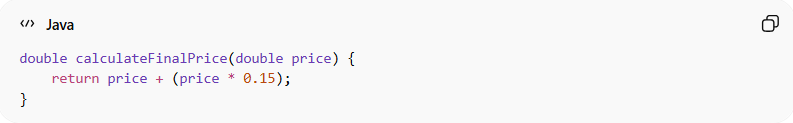 Java
double calculateFinalPrice(double price) {
    return price + (price * 0.15);
}